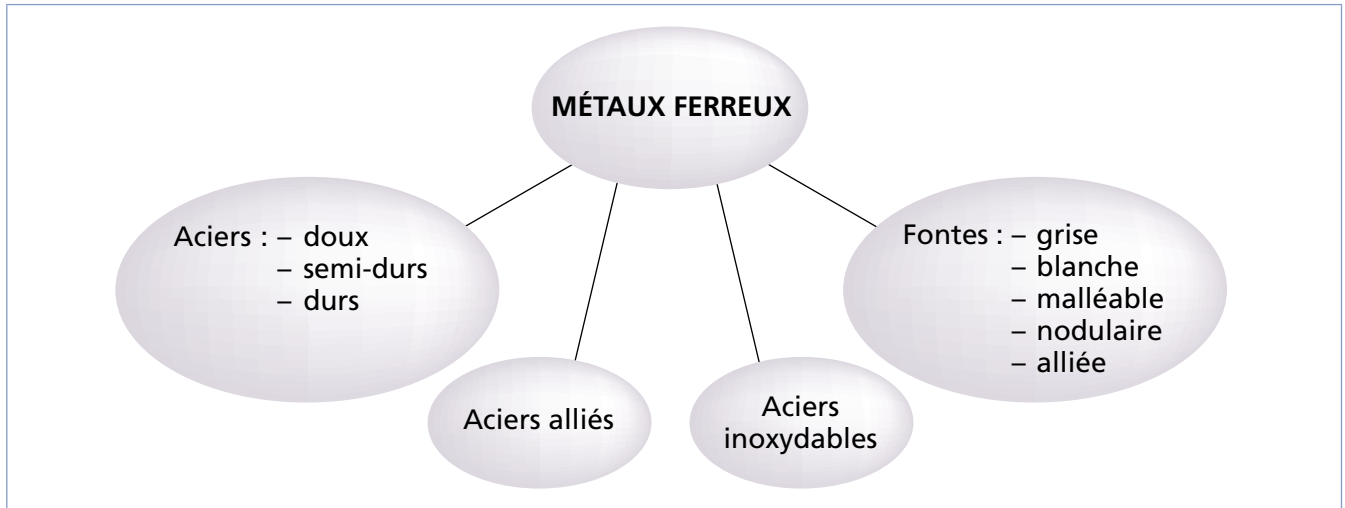 MÉTAUX FERREUX
Aciers : – doux
– semi-durs
– durs
Fontes : – grise
– blanche
– malléable
– nodulaire
– alliée
Aciers alliés
Aciers
inoxydables